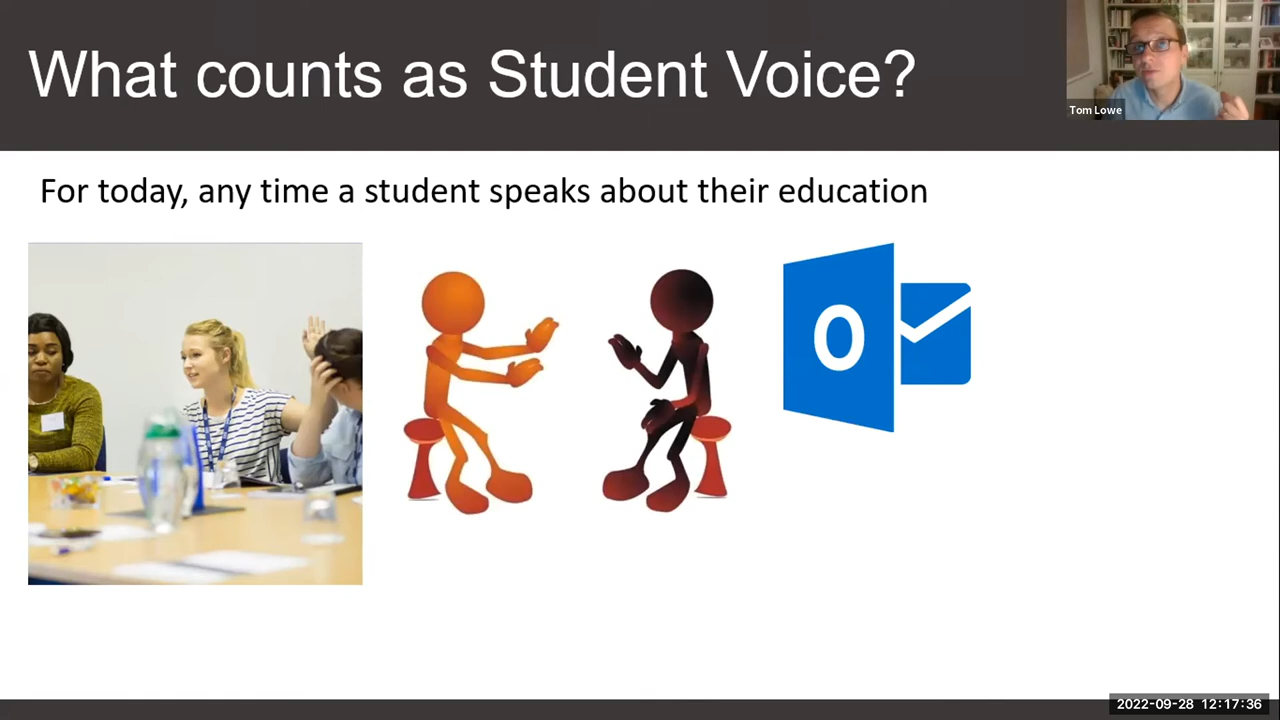 What counts as Student Voice?
Tom Lowe
For today, any time a student speaks about their education
O
2022-09-28 12:17:36